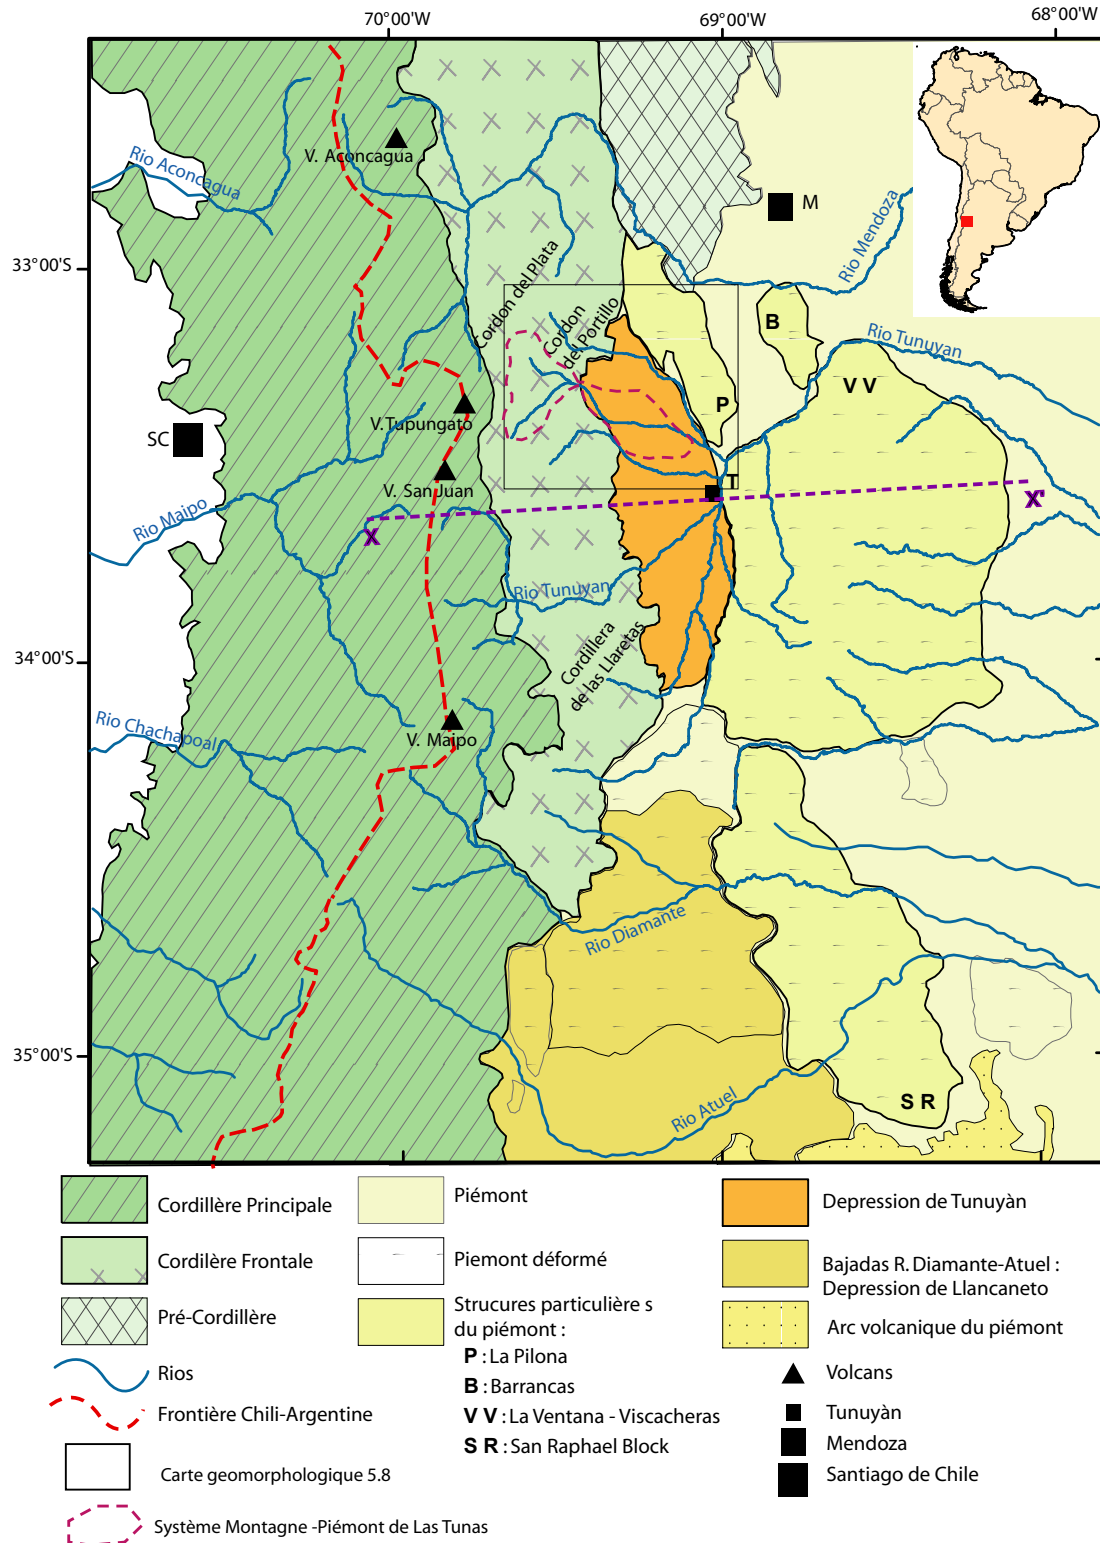 70°00'W
69°00'W
68°00'W
V. Aconcagua
Rio Aconcagua
M
Rio Mendoza
33°00'S
Cordon del Plata
Cordon
del Portillo
B
Rio Tunuyan
V V
P
V. Tupungato
SC
T
V. San Juan
X'
Rio Maipo
X
Rio Tunuyan
Cordillera
de las Llaretas
34°00'S
Rio Chachapoal
V. Maipo
Rio Diamante
35°00'S
S R
Rio Atuel
Cordillère Principale
Piémont
Depression de Tunuyàn
Cordilère Frontale
Piemont déformé
Bajadas R. Diamante-Atuel :
Depression de Llancaneto
Pré-Cordillère
Strucures particulière s
du piémont :
Arc volcanique du piémont
P : La Pilona
Rios
B : Barrancas
Volcans
Frontière Chili-Argentine
V V : La Ventana - Viscacheras
Tunuyàn
S R : San Raphael Block
Mendoza
Carte geomorphologique 5.8
Santiago de Chile
Système Montagne -Piémont de Las Tunas